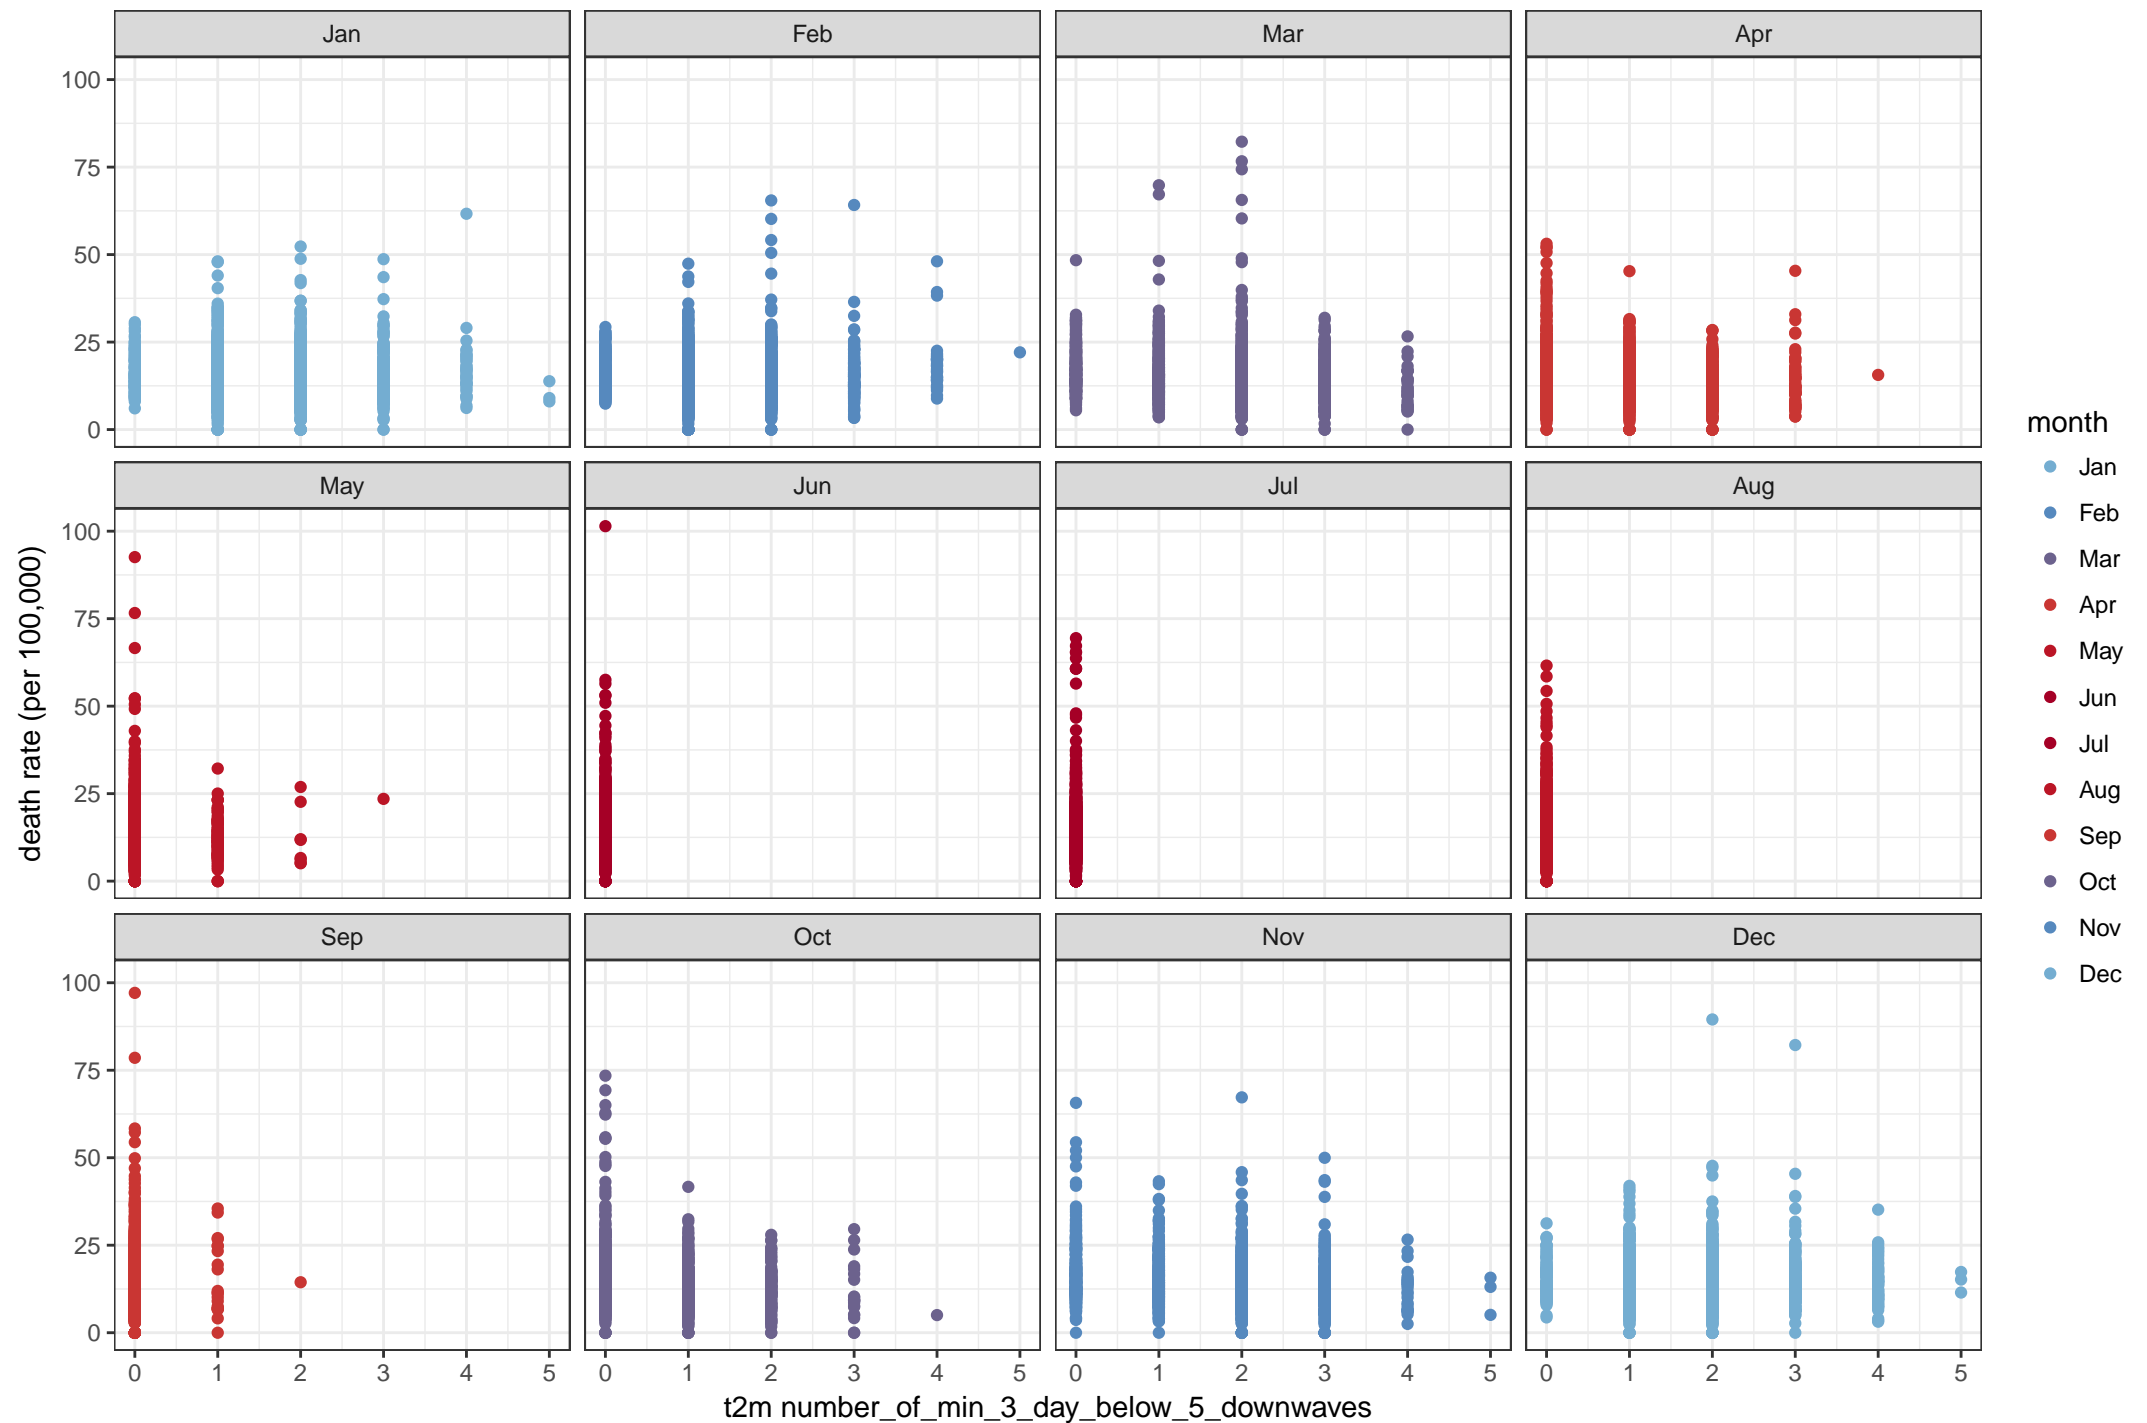 Jan Feb Mar Apr
100
75
50
25
0
May Jun Jul Aug
100
75
50
25
0
Sep Oct Nov Dec
100
75
50
25
0
0 1 2 3 4 5 0 1 2 3 4 5 0 1 2 3 4 5 0 1 2 3 4 5
t2m number_of_min_3_day_below_5_downwaves
death rate (per 100,000)
month
Jan
Feb
Mar
Apr
May
Jun
Jul
Aug
Sep
Oct
Nov
Dec